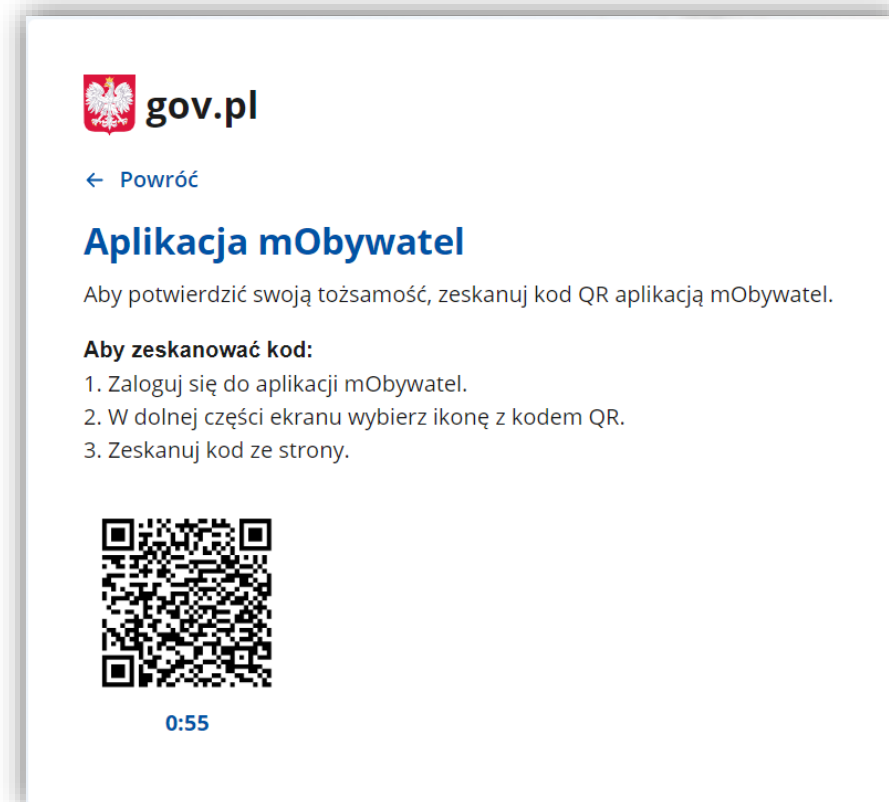 gov.pl
← Powróć
Aplikacja mObywatel
Aby potwierdzić swoją tożsamość, zeskanuj kod QR aplikacją mObywatel.
Aby zeskanować kod:
1. Zaloguj się do aplikacji mObywatel.
2. W dolnej części ekranu wybierz ikonę z kodem QR.
3. Zeskanuj kod ze strony.
0:55